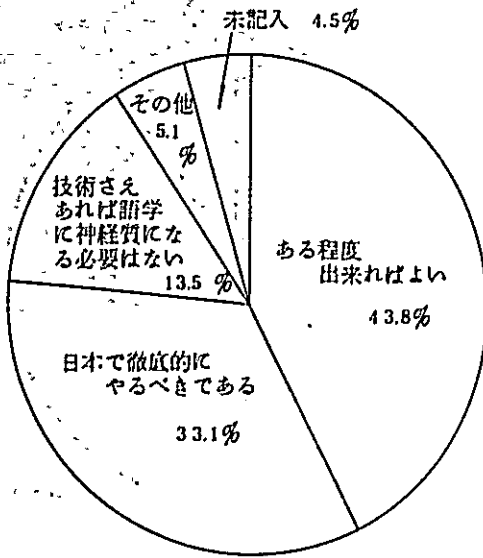 未記入 4.5%
その他
5.1
%
技術さえ
あれば語学
に神経質にな
る必要はない
13.5 %
ある程度
出来ればよい
43.8%
日本で徹底的に
やるべきである
33.1%